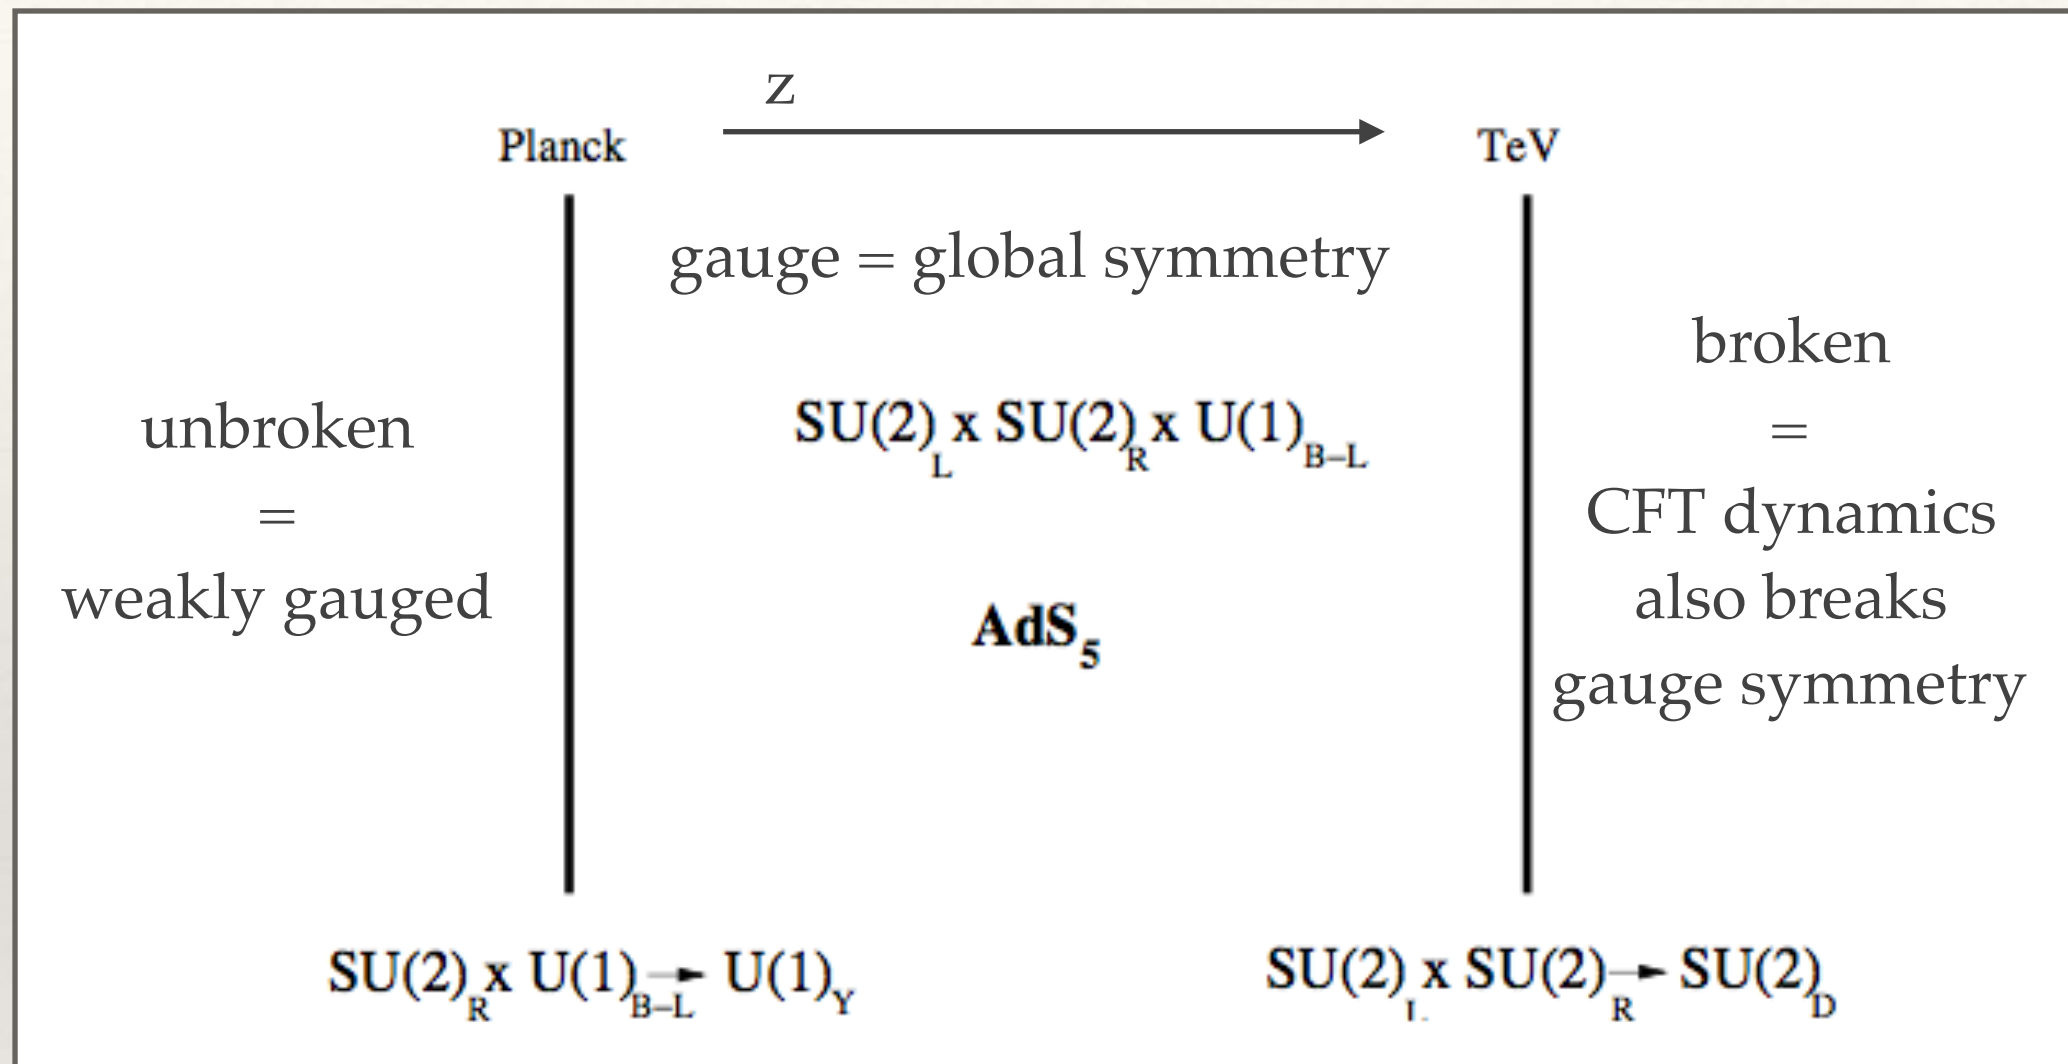 z
Planck
TeV
gauge = global symmetry
unbroken
=
weakly gauged
SU(2)L x SU(2)R x U(1)B–L
AdS5
broken
=
CFT dynamics
also breaks
gauge symmetry
SU(2)R x U(1)B–L → U(1)Y
SU(2)L x SU(2)R → SU(2)D